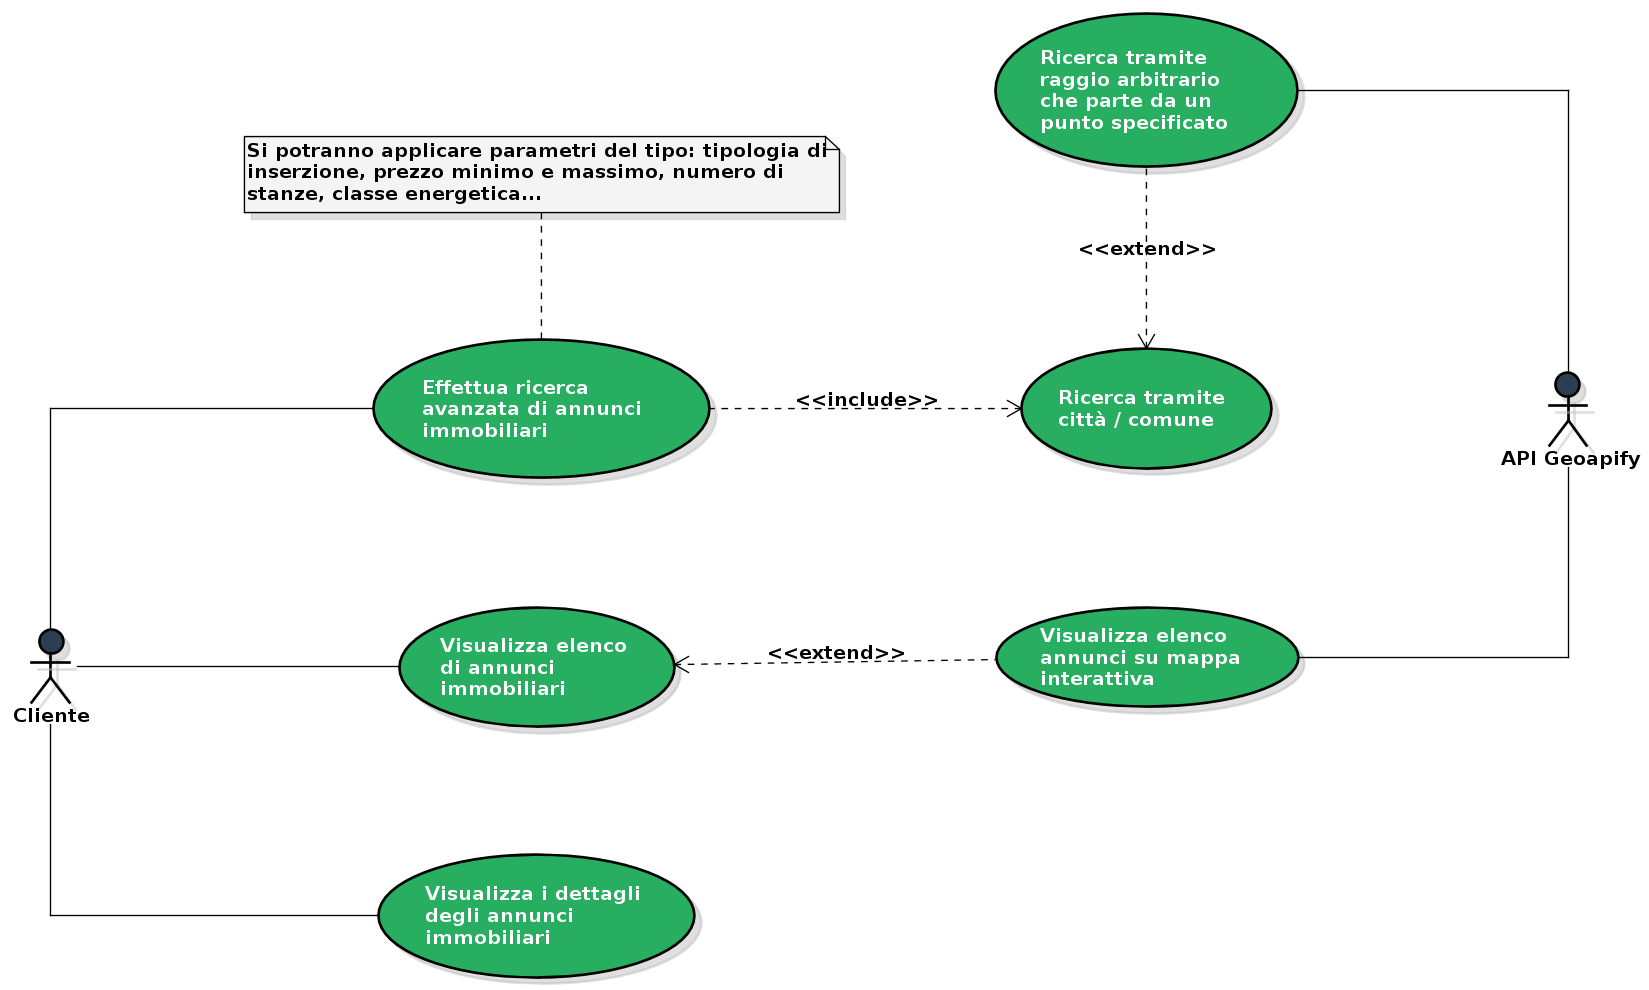 Ricerca tramite
raggio arbitrario
che parte da un
punto specificato
Si potranno applicare parametri del tipo: tipologia di
inserzione, prezzo minimo e massimo, numero di
stanze, classe energetica...
<<extend>>
Effettua ricerca
avanzata di annunci
immobiliari
<<include>>
Ricerca tramite
città / comune
API Geoapify
Visualizza elenco
di annunci
immobiliari
<<extend>>
Visualizza elenco
annunci su mappa
interattiva
Cliente
Visualizza i dettagli
degli annunci
immobiliari